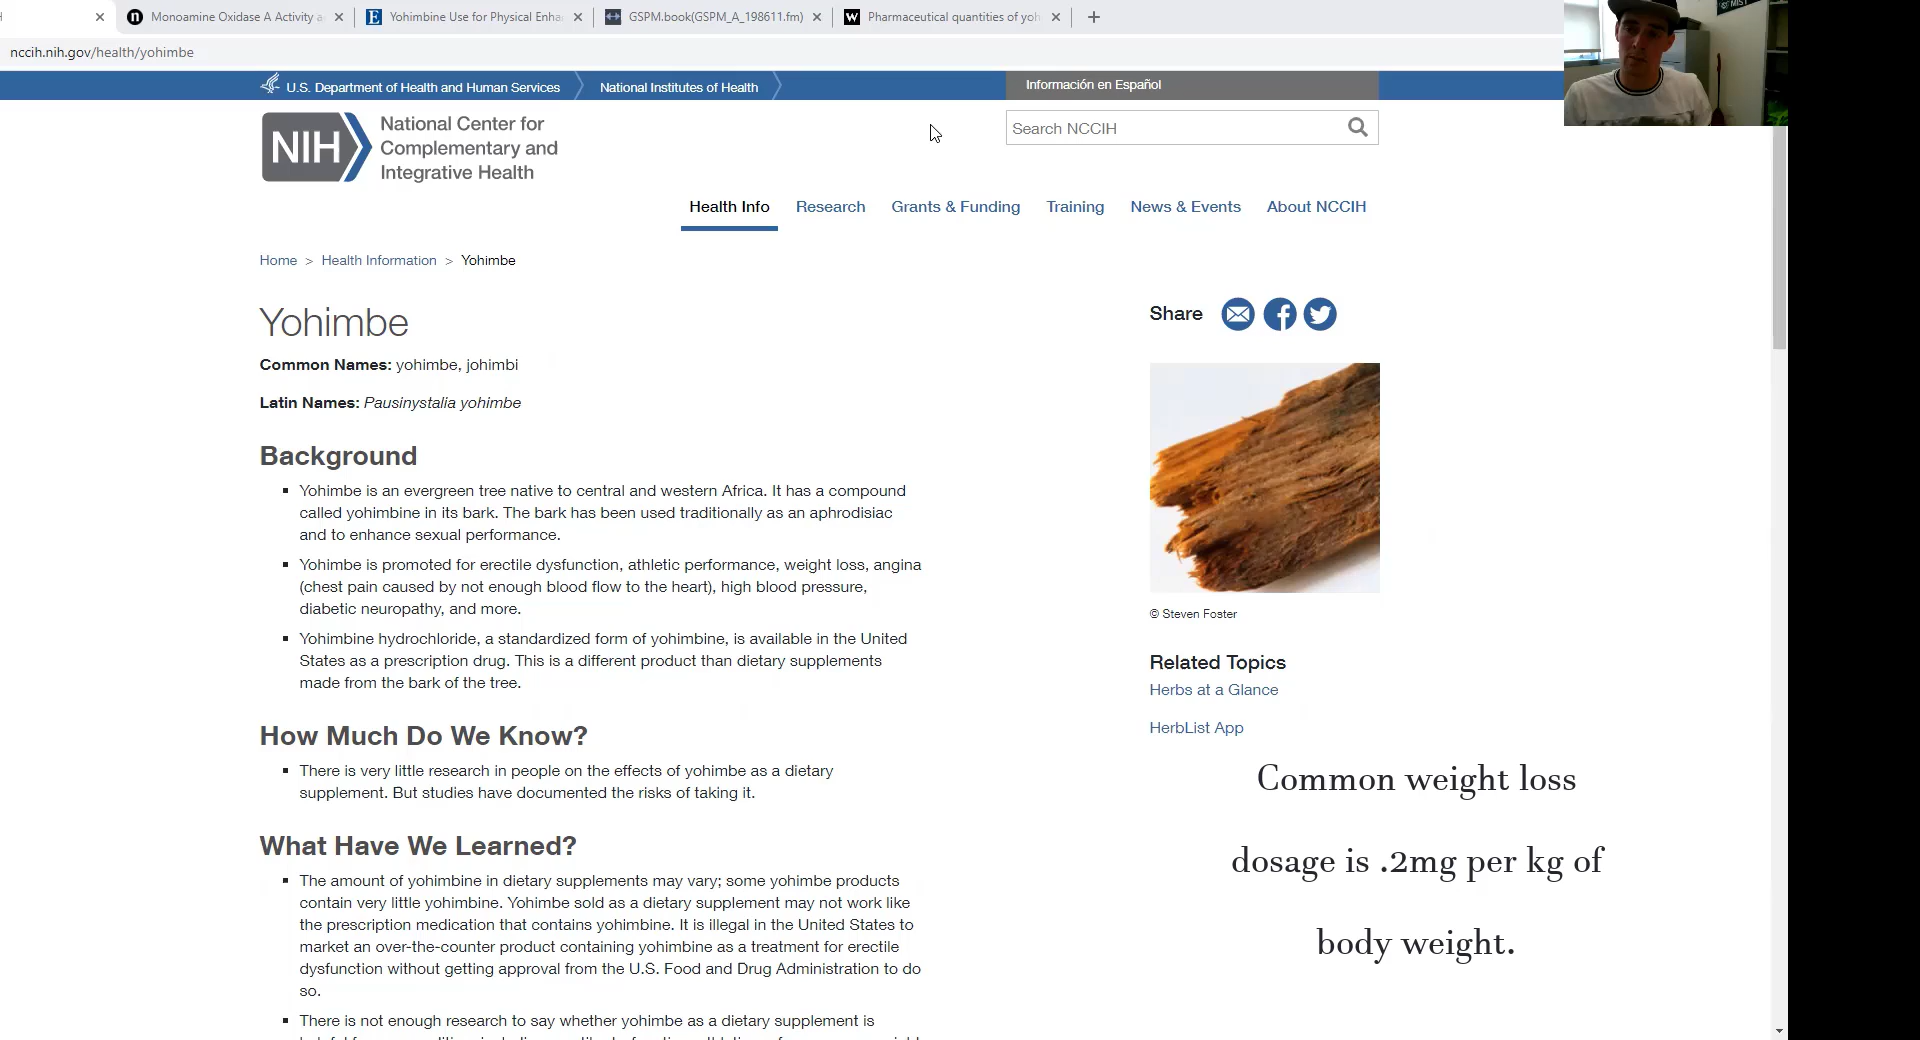 Monoamine Oxidase A Activity a
Yohimbine Use for Physical Enha
GSPM.book(GSPM_A_198611.fm)
Pharmaceutical quantities of yoh
nccih.nih.gov/health/yohimbe
U.S. Department of Health and Human Services
National Institutes of Health
Información en Español
NIH
National Center for
Complementary and
Integrative Health
Search NCCIH
Health Info
Research
Grants & Funding
Training
News & Events
About NCCIH
Home > Health Information > Yohimbe
Yohimbe
Common Names: yohimbe, johimbi
Latin Names: Pausinystalia yohimbe
Background
▪ Yohimbe is an evergreen tree native to central and western Africa. It has a compound
called yohimbine in its bark. The bark has been used traditionally as an aphrodisiac
and to enhance sexual performance.
▪ Yohimbe is promoted for erectile dysfunction, athletic performance, weight loss, angina
(chest pain caused by not enough blood flow to the heart), high blood pressure,
diabetic neuropathy, and more.
▪ Yohimbine hydrochloride, a standardized form of yohimbine, is available in the United
States as a prescription drug. This is a different product than dietary supplements
made from the bark of the tree.
How Much Do We Know?
▪ There is very little research in people on the effects of yohimbe as a dietary
supplement. But studies have documented the risks of taking it.
What Have We Learned?
▪ The amount of yohimbine in dietary supplements may vary; some yohimbe products
contain very little yohimbine. Yohimbe sold as a dietary supplement may not work like
the prescription medication that contains yohimbine. It is illegal in the United States to
market an over-the-counter product containing yohimbine as a treatment for erectile
dysfunction without getting approval from the U.S. Food and Drug Administration to do
so.
▪ There is not enough research to say whether yohimbe as a dietary supplement is
Share
© Steven Foster
Related Topics
Herbs at a Glance
HerbList App
Common weight loss
dosage is .2mg per kg of
body weight.